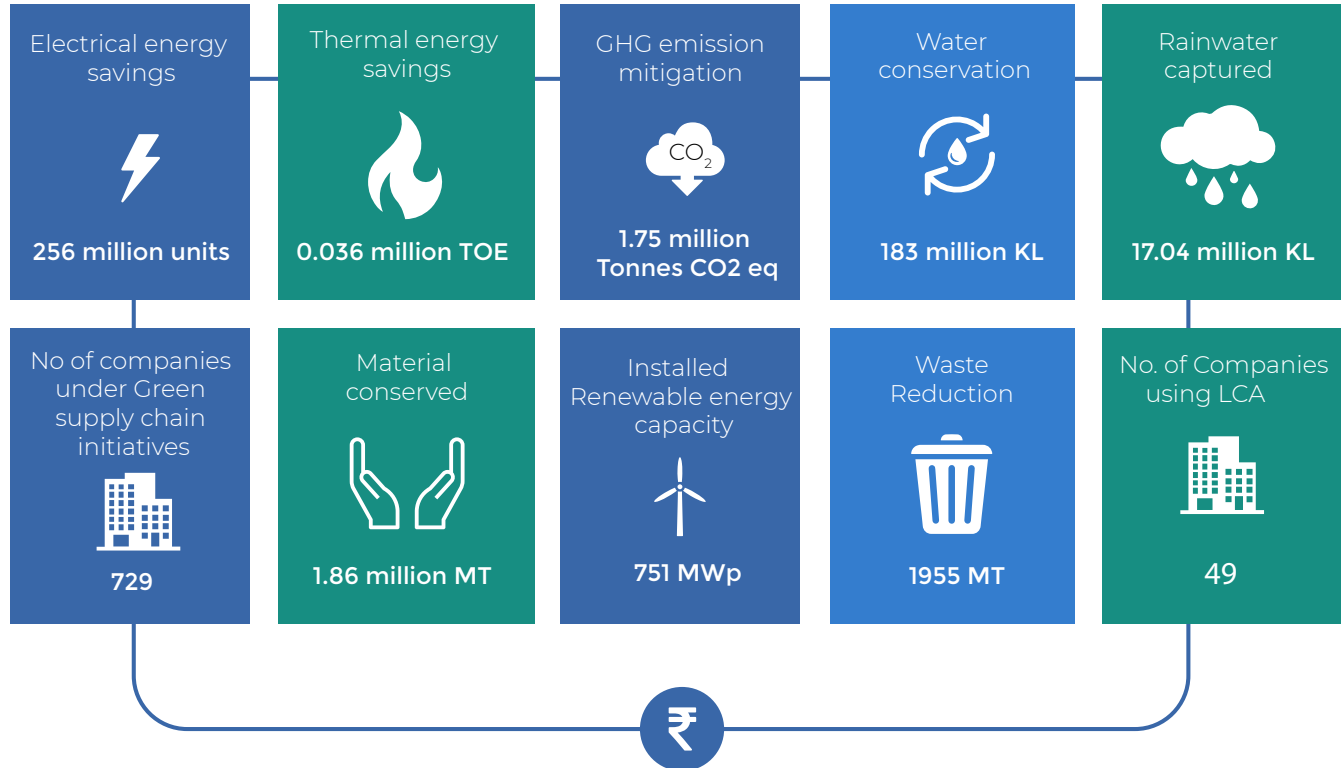 Electrical energy
savings
256 million units
Thermal energy
savings
0.036 million TOE
GHG emission
mitigation
CO2
1.75 million
Tonnes CO2 eq
Water
conservation
183 million KL
Rainwater
captured
17.04 million KL
No of companies
under Green
supply chain
initiatives
729
Material
conserved
1.86 million MT
Installed
Renewable energy
capacity
751 MWp
Waste
Reduction
1955 MT
No. of Companies
using LCA
49
₹